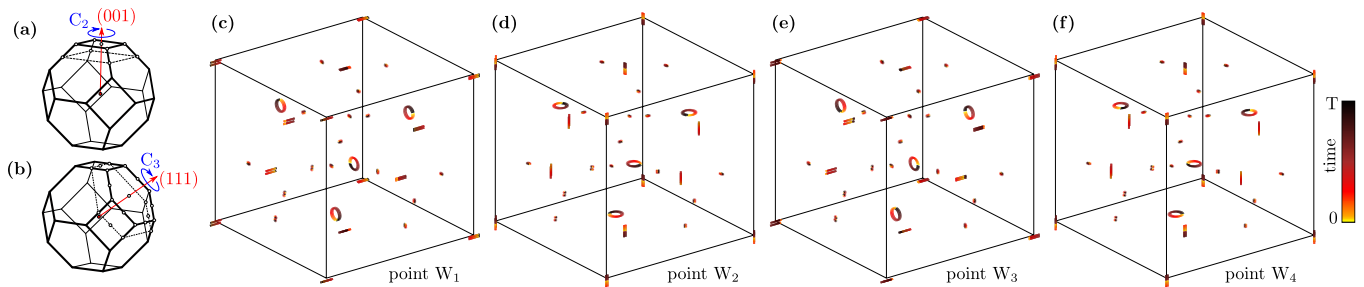 (a)
C₂
(001)
(b)
C₃
(111)
(c)
point W₁
(d)
point W₂
(e)
point W₃
(f)
point W₄
T
time
0